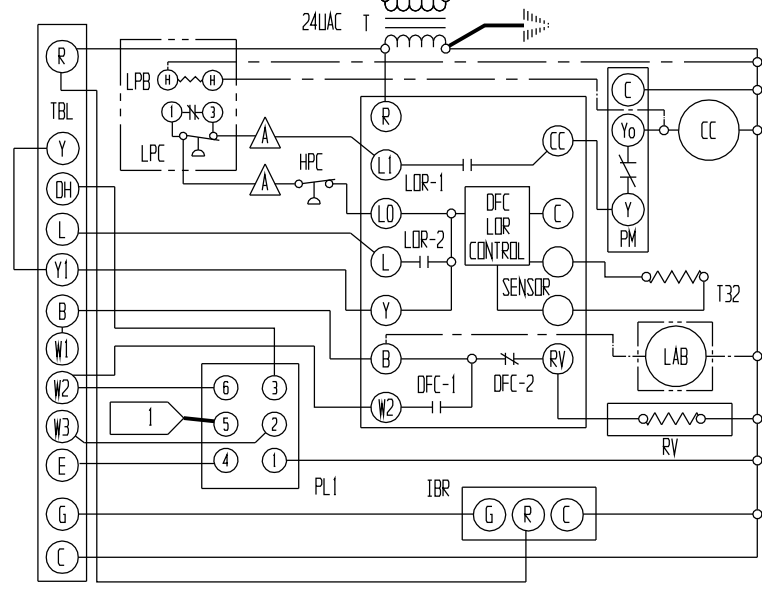 24VAC T
R
TBL
Y
DH
L
Y1
B
W1
W2
W3
E
G
C
LPB H H
1 3
LPC
A
A
HPC
R
L1
LO
L
Y
B
W2
LOR-1
LOR-2
DFC
LOR
CONTROL
CC
C
SENSOR
RV
DFC-1
DFC-2
C
Yo
Y
PM
CC
T32
LAB
RV
6 3
5 2
4 1
1
PL1
IBR
G R C